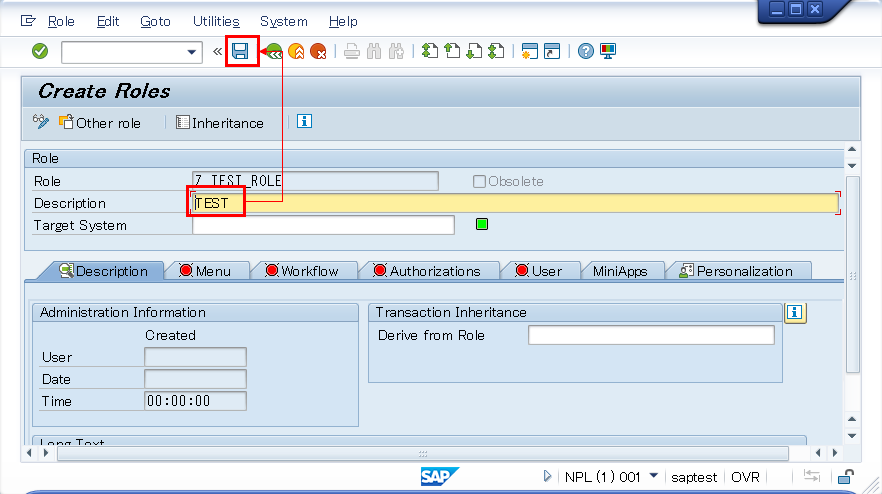 Role Edit Goto Utilities System Help
Create Roles
Other role Inheritance
Role
Role 7_TEST_ROLE Obsolete
Description TEST
Target System
Description Menu Workflow Authorizations User MiniApps Personalization
Administration Information Transaction Inheritance
Created Derive from Role
User
Date
Time 00:00:00
Long Text
SAP NPL (1) 001 saptest OVR